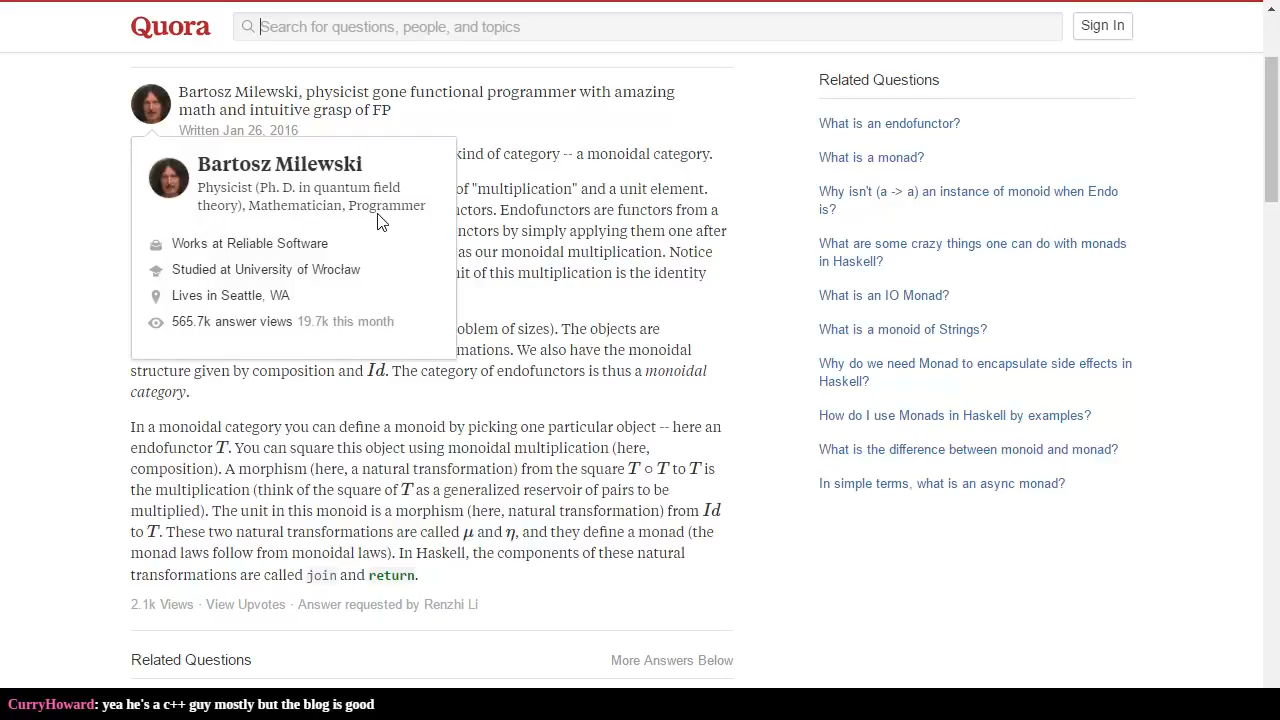 Quora
Search for questions, people, and topics
Sign In
Bartosz Milewski, physicist gone functional programmer with amazing
math and intuitive grasp of FP
Written Jan 26, 2016
Bartosz Milewski
Physicist (Ph. D. in quantum field
theory), Mathematician, Programmer
Works at Reliable Software
Studied at University of Wrocław
Lives in Seattle, WA
565.7k answer views 19.7k this month
kind of category -- a monoidal category.
of "multiplication" and a unit element.
ctors. Endofunctors are functors from a
nctors by simply applying them one after
as our monoidal multiplication. Notice
it of this multiplication is the identity
oblem of sizes). The objects are
mations. We also have the monoidal
structure given by composition and Id. The category of endofunctors is thus a monoidal
category.
In a monoidal category you can define a monoid by picking one particular object -- here an
endofunctor T. You can square this object using monoidal multiplication (here,
composition). A morphism (here, a natural transformation) from the square T ∘ T to T is
the multiplication (think of the square of T as a generalized reservoir of pairs to be
multiplied). The unit in this monoid is a morphism (here, natural transformation) from Id
to T. These two natural transformations are called μ and η, and they define a monad (the
monad laws follow from monoidal laws). In Haskell, the components of these natural
transformations are called join and return.
2.1k Views · View Upvotes · Answer requested by Renzhi Li
Related Questions
More Answers Below
Related Questions
What is an endofunctor?
What is a monad?
Why isn't (a -> a) an instance of monoid when Endo
is?
What are some crazy things one can do with monads
in Haskell?
What is an IO Monad?
What is a monoid of Strings?
Why do we need Monad to encapsulate side effects in
Haskell?
How do I use Monads in Haskell by examples?
What is the difference between monoid and monad?
In simple terms, what is an async monad?
CurryHoward: yea he's a c++ guy mostly but the blog is good